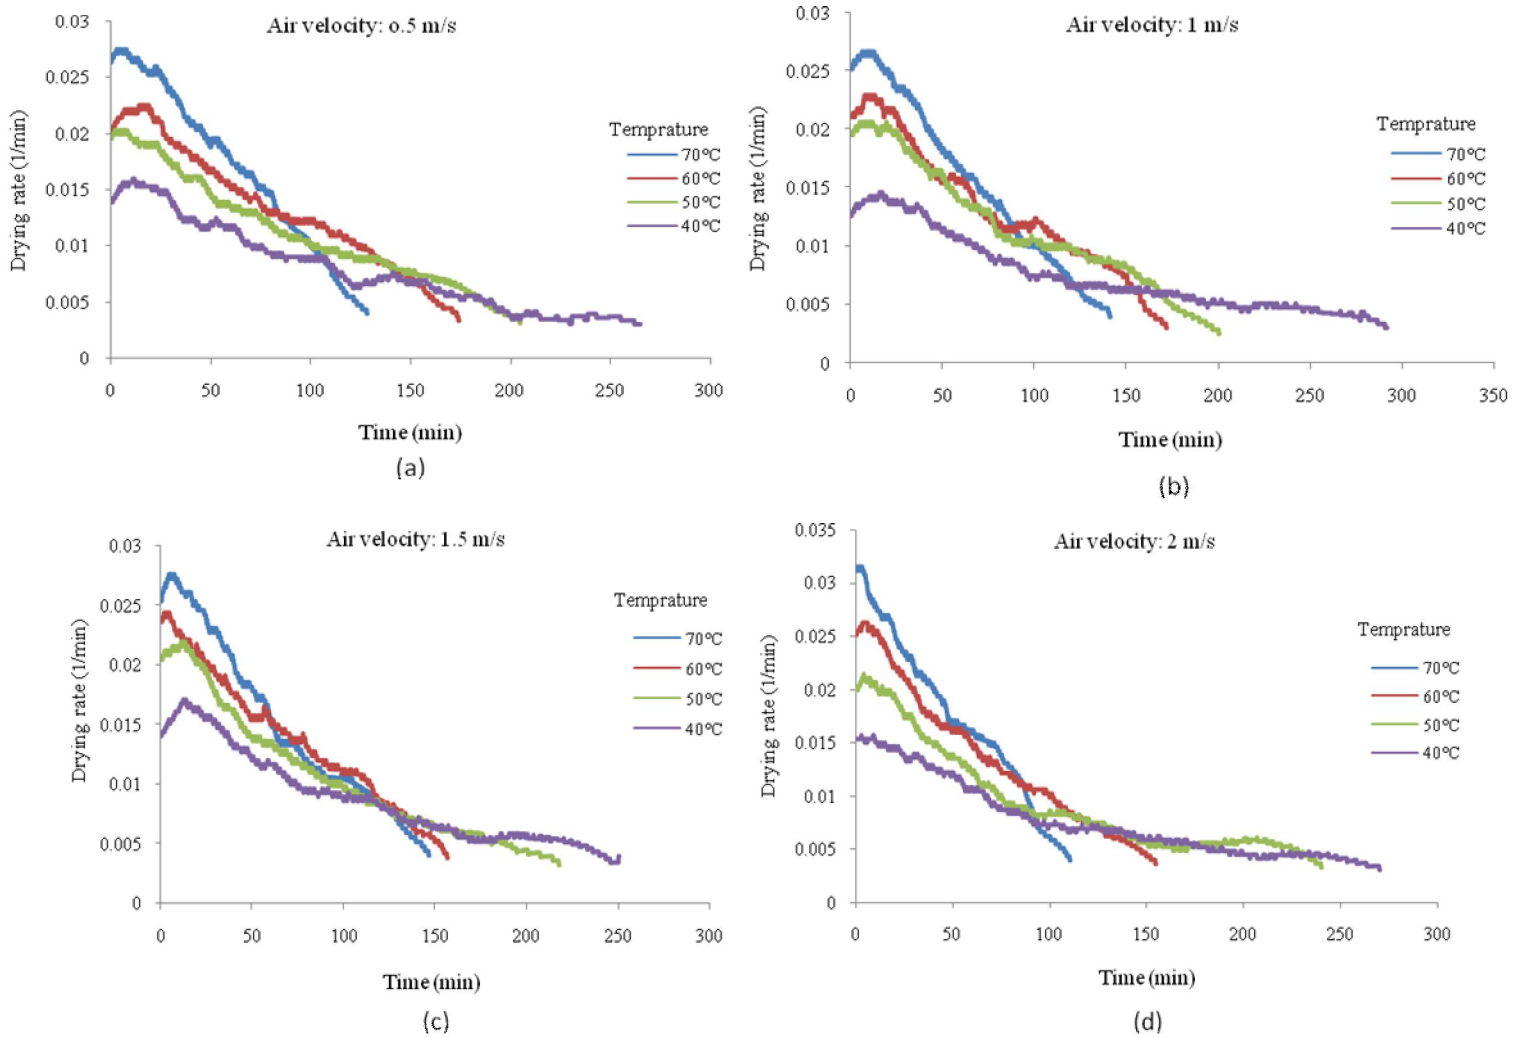 Air velocity: o.5 m/s
0.03
0.025
0.02
0.015
0.01
0.005
0
Drying rate (1/min)
Temprature
70°C
60°C
50°C
40°C
0 50 100 150 200 250 300
Time (min)
(a)
Air velocity: 1 m/s
0.03
0.025
0.02
0.015
0.01
0.005
0
Drying rate (1/min)
Temprature
70°C
60°C
50°C
40°C
0 50 100 150 200 250 300 350
Time (min)
(b)
Air velocity: 1.5 m/s
0.03
0.025
0.02
0.015
0.01
0.005
0
Drying rate (1/min)
Temprature
70°C
60°C
50°C
40°C
0 50 100 150 200 250 300
Time (min)
(c)
Air velocity: 2 m/s
0.035
0.03
0.025
0.02
0.015
0.01
0.005
0
Drying rate (1/min)
Temprature
70°C
60°C
50°C
40°C
0 50 100 150 200 250 300
Time (min)
(d)